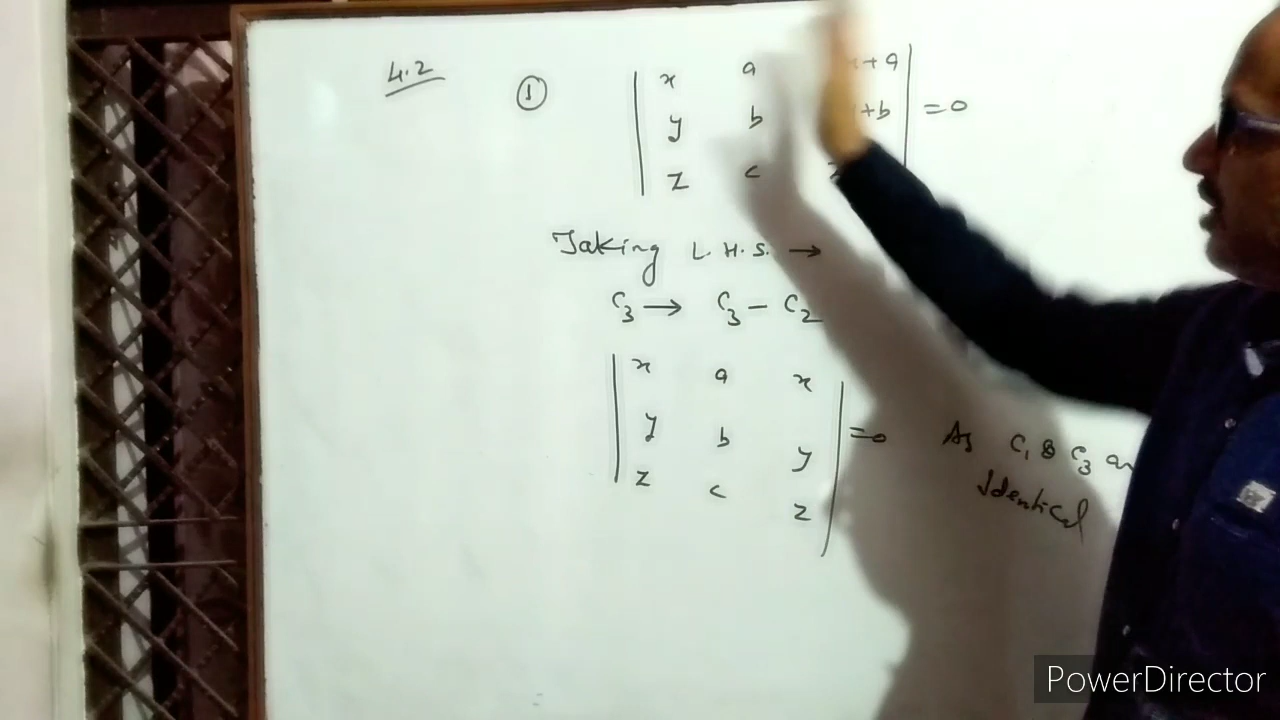 4.2
① | x a +a |
| y b +b | =0
| z c z
Taking L.H.S. →
C₃ → C₃ − C₂
| x a x |
| y b y | =0 As C₁ & C₃
| z c z | Identical
PowerDirector